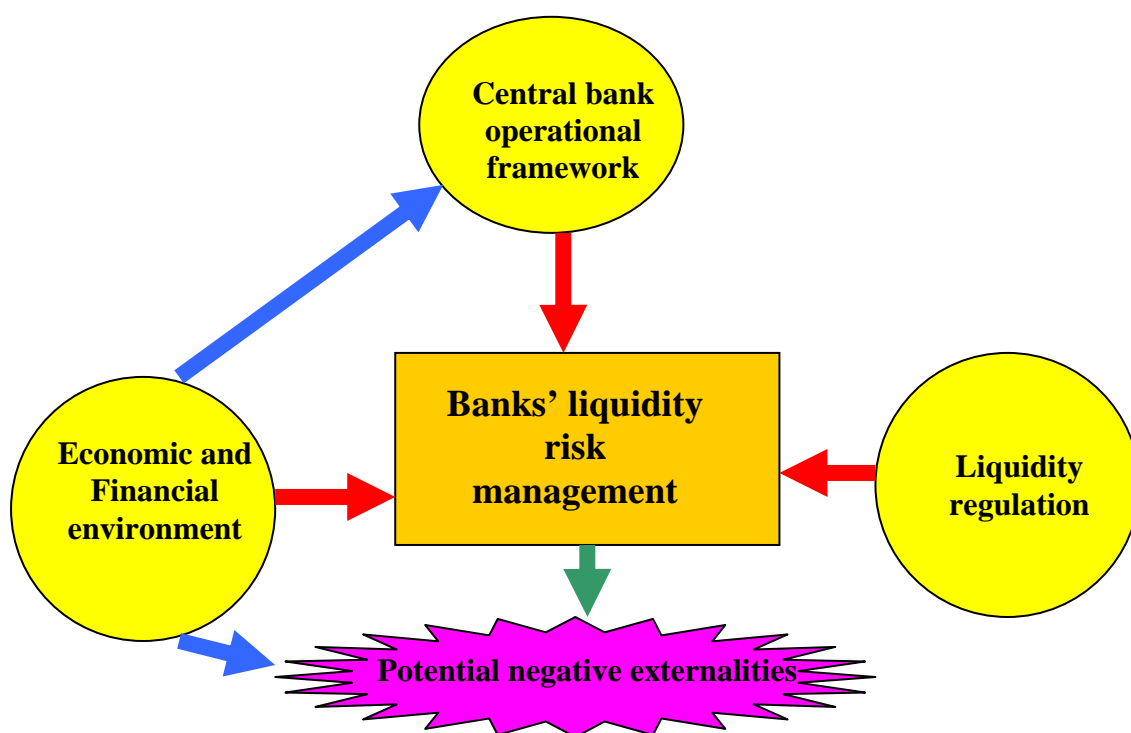 Central bank
operational
framework
Banks’ liquidity
risk
management
Economic and
Financial
environment
Liquidity
regulation
Potential negative externalities